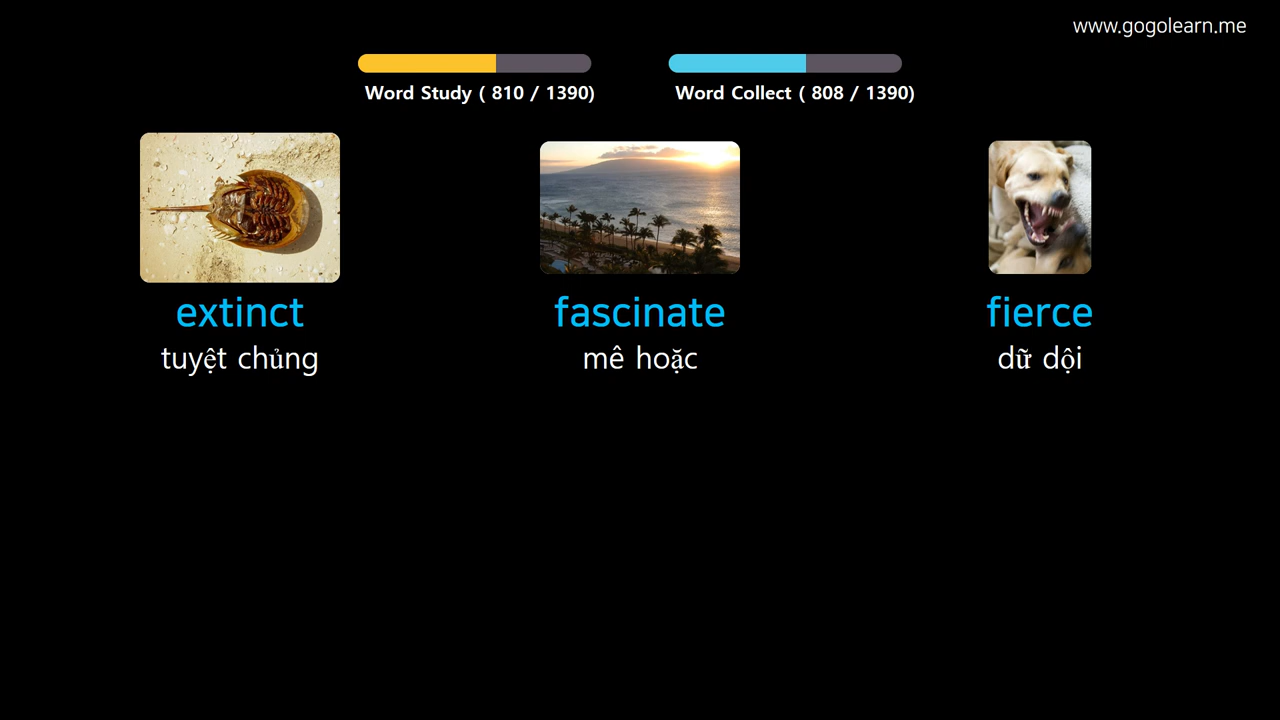 www.gogolearn.me
Word Study ( 810 / 1390)
Word Collect ( 808 / 1390)
extinct
tuyệt chủng
fascinate
mê hoặc
fierce
dữ dội